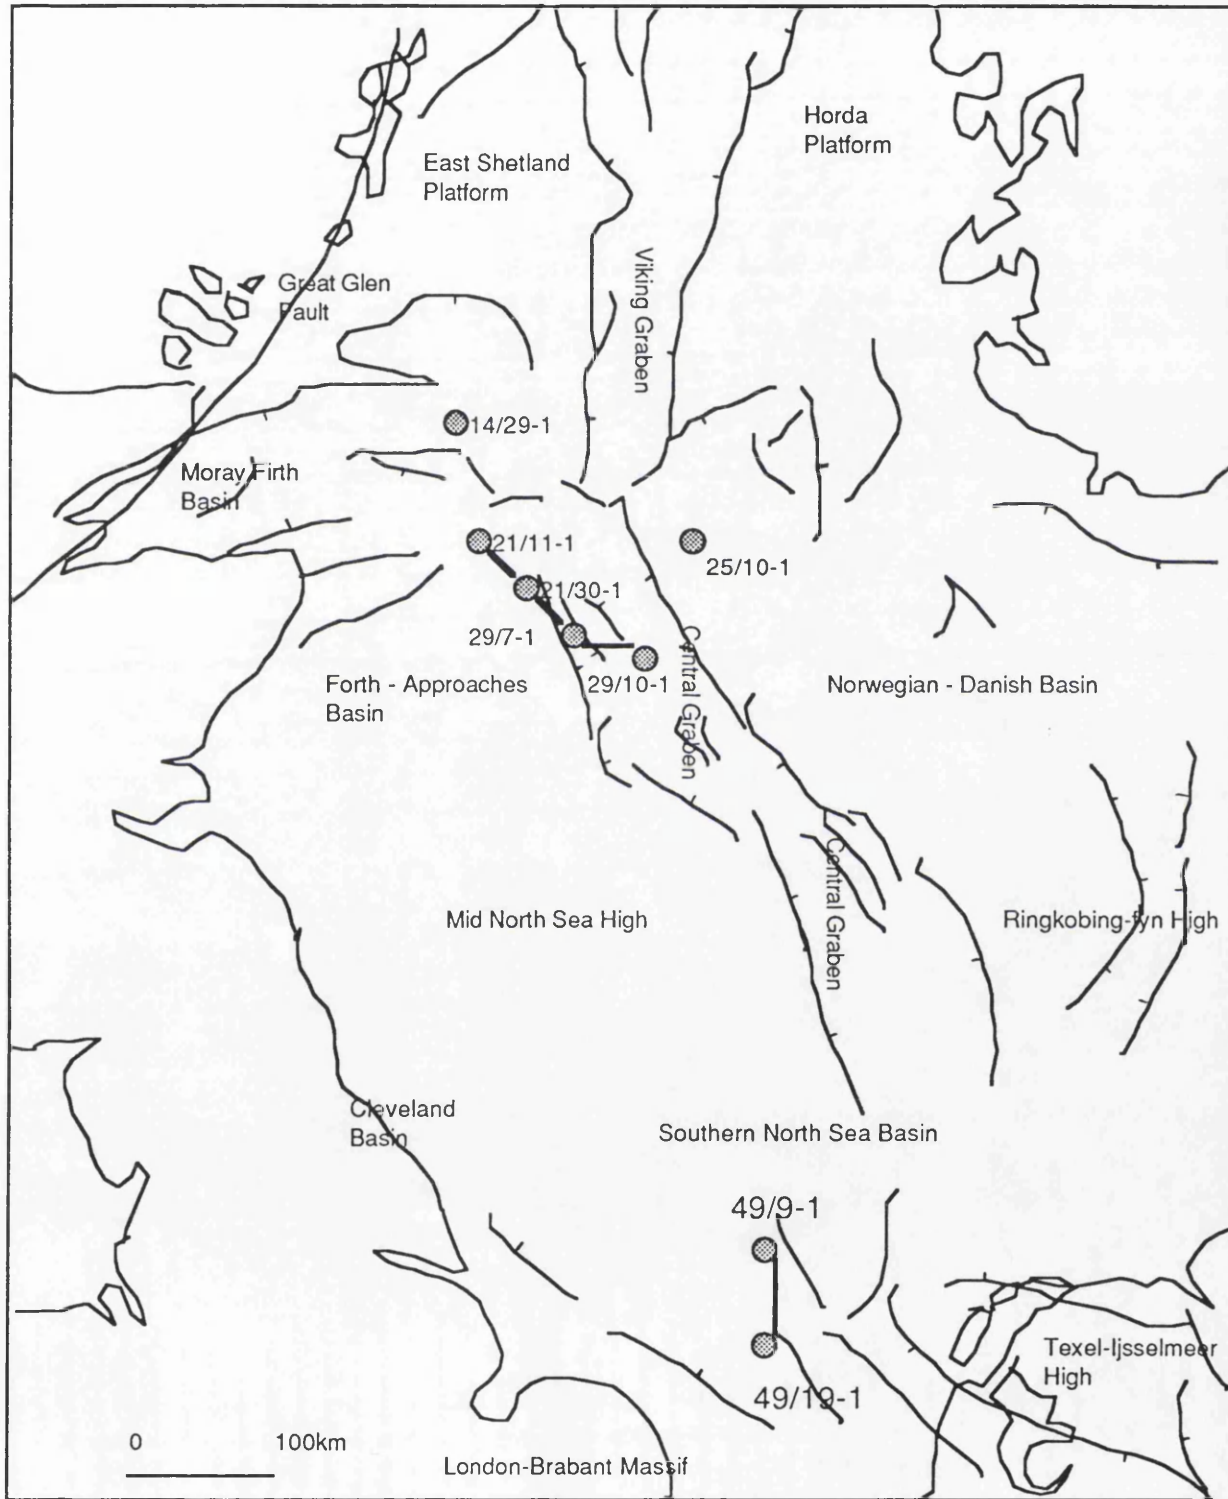 Horda
Platform
East Shetland
Platform
Viking Graben
Great Glen
Fault
14/29-1
Moray Firth
Basin
21/11-1
25/10-1
21/30-1
29/7-1
Central Graben
29/10-1
Forth - Approaches
Basin
Norwegian - Danish Basin
Central Graben
Mid North Sea High
Ringkobing-fyn High
Cleveland
Basin
Southern North Sea Basin
49/9-1
Texel-Ijsselmeer
High
49/19-1
0 100km
London-Brabant Massif